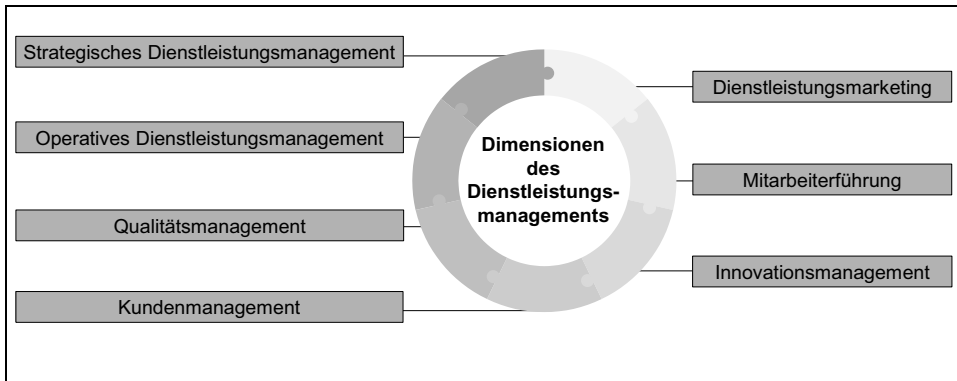 Strategisches Dienstleistungsmanagement
Operatives Dienstleistungsmanagement
Qualitätsmanagement
Kundenmanagement
Dimensionen
des
Dienstleistungs-
managements
Dienstleistungsmarketing
Mitarbeiterführung
Innovationsmanagement